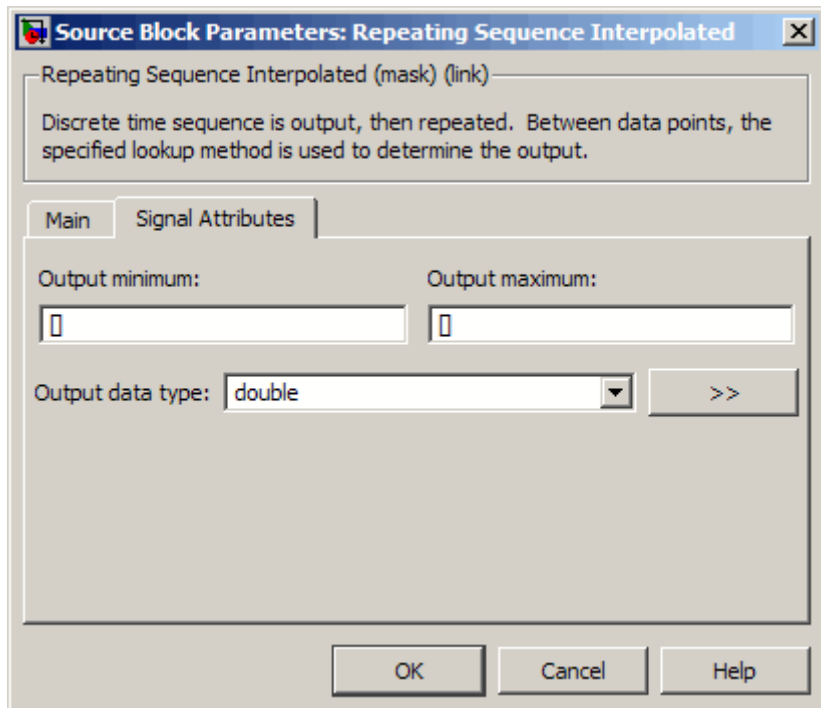 Source Block Parameters: Repeating Sequence Interpolated
Repeating Sequence Interpolated (mask) (link)
Discrete time sequence is output, then repeated. Between data points, the
specified lookup method is used to determine the output.
Main Signal Attributes
Output minimum: Output maximum:
[] []
Output data type: double >>
OK Cancel Help